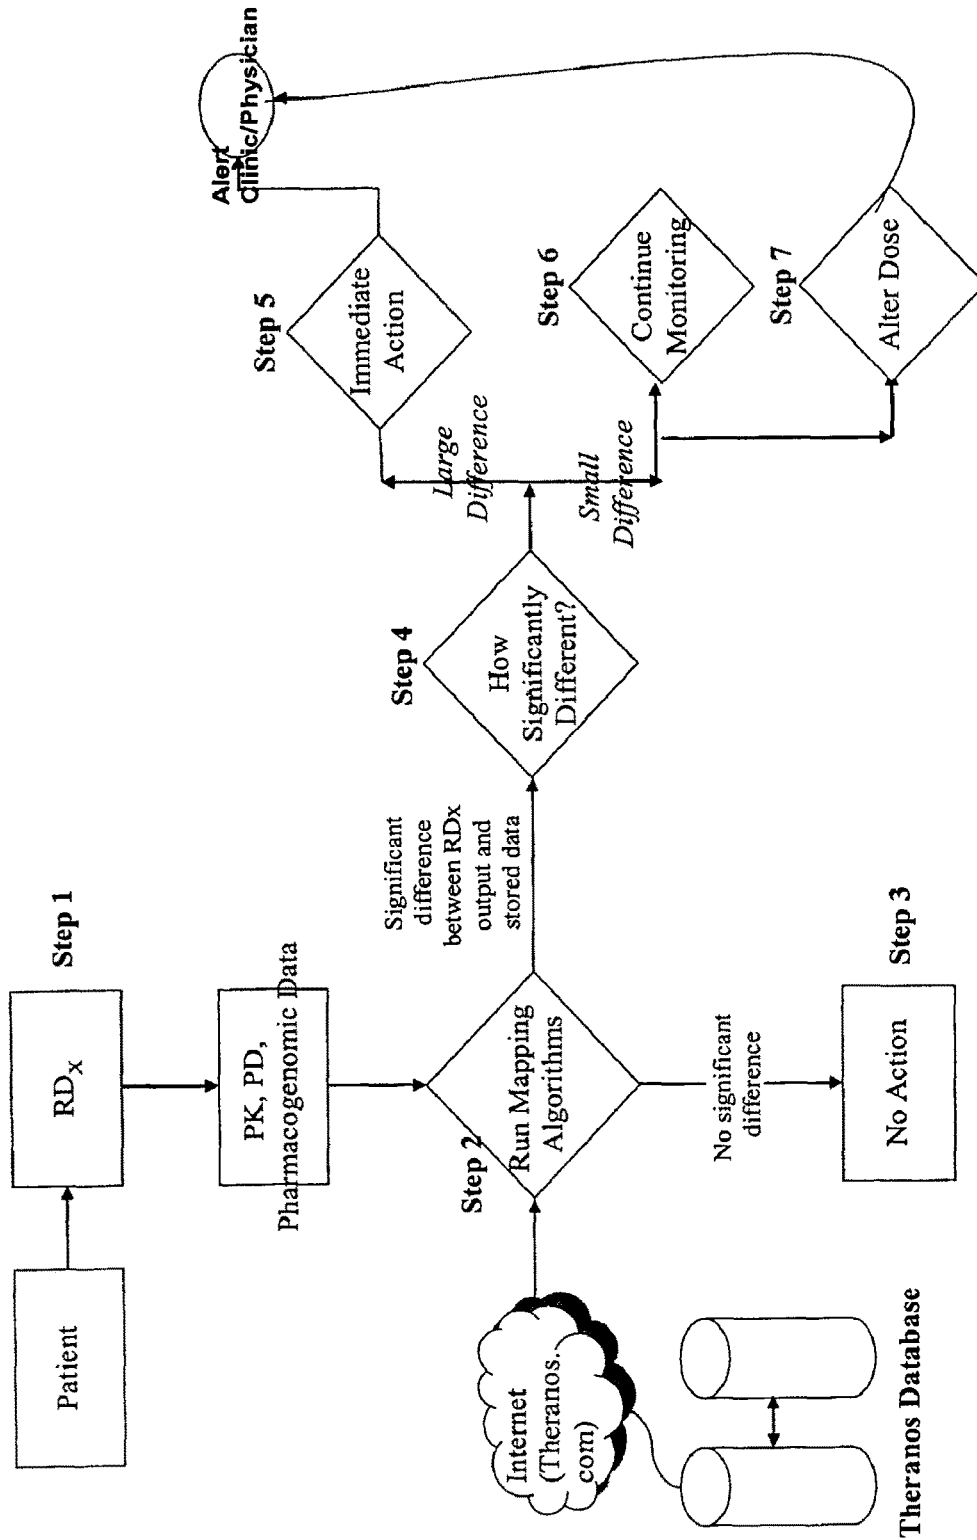 Patient
RDx
Step 1
PK, PD,
Pharmacogenomic Data
Internet
(Theranos.
com)
Theranos Database
Step 2
Run Mapping
Algorithms
Significant
difference
between RDx
output and
stored data
No significant
difference
Step 3
No Action
Step 4
How
Significantly
Different?
Large
Difference
Small
Difference
Step 5
Immediate
Action
Alert
Clinic/Physician
Step 6
Continue
Monitoring
Step 7
Alter Dose